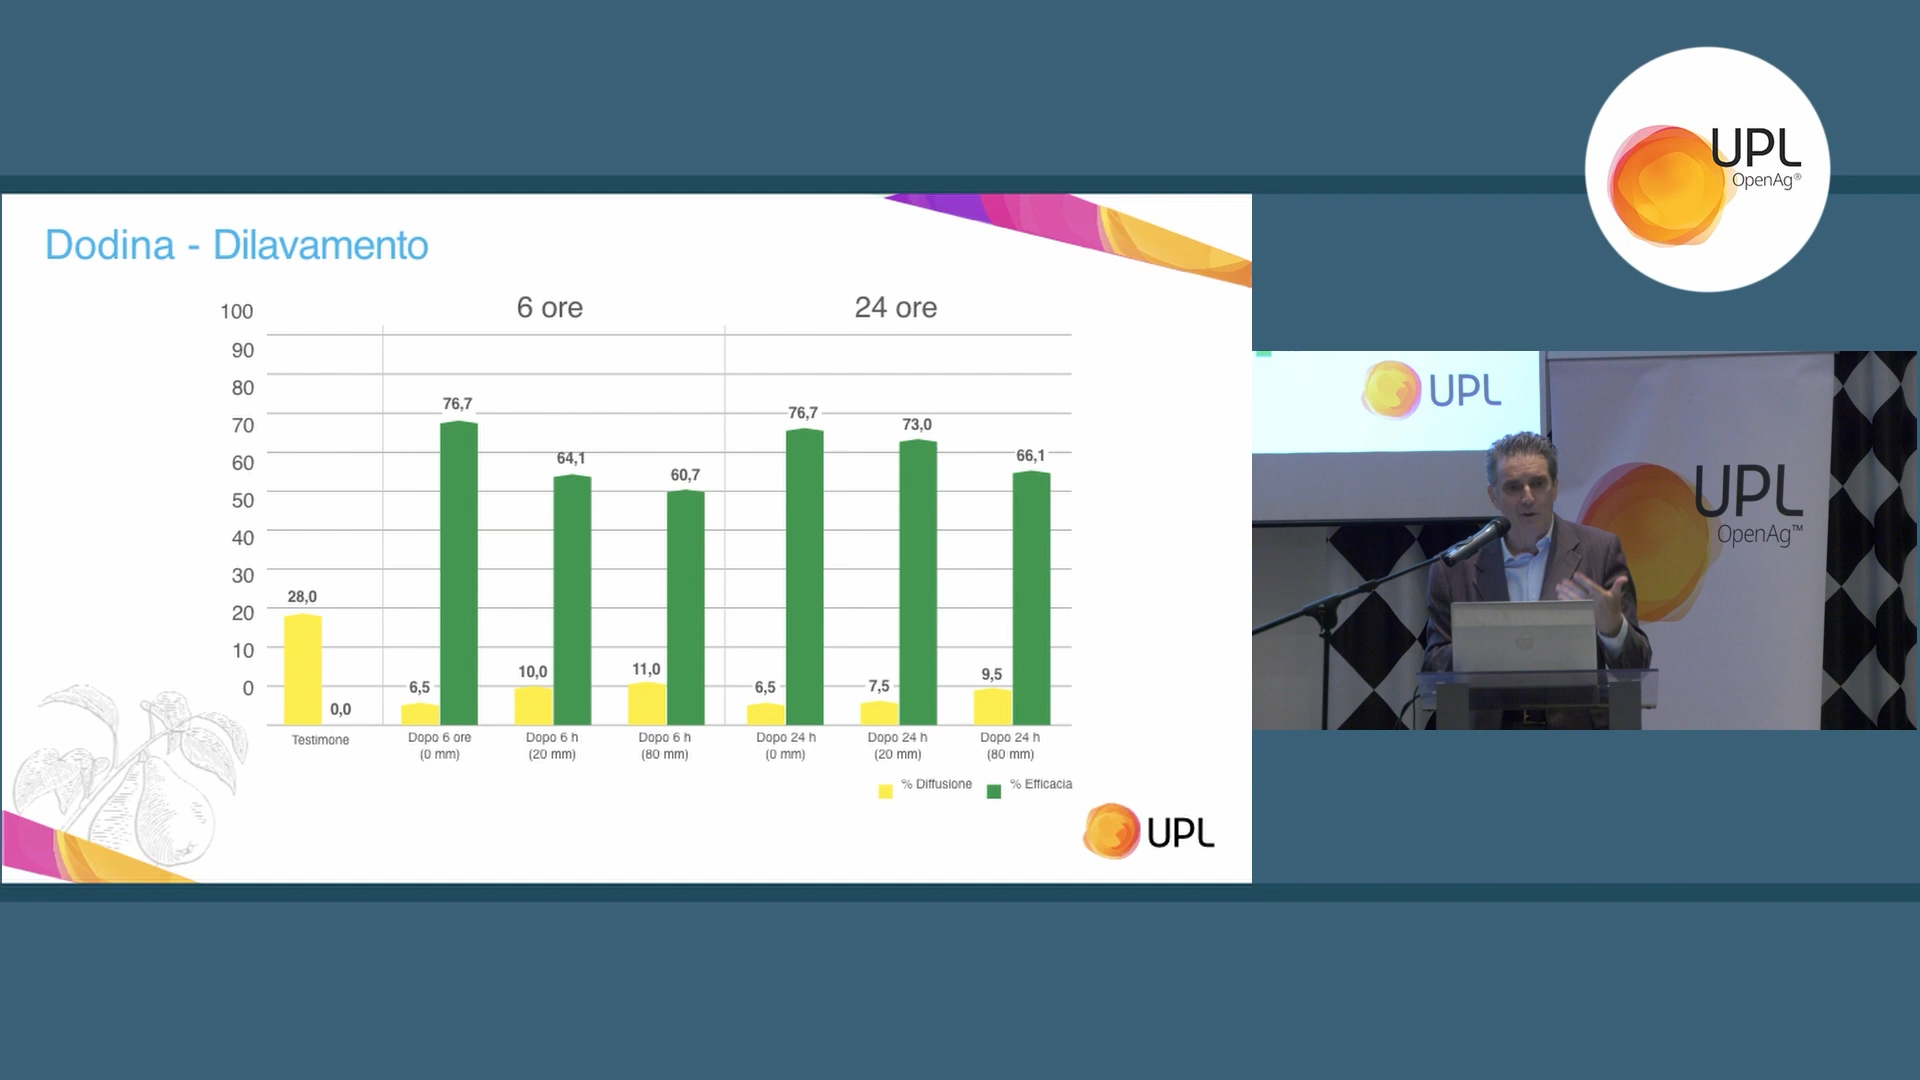 UPL
OpenAg®
Dodina - Dilavamento
6 ore
24 ore
100
90
80
70
60
50
40
30
20
10
0
28,0
0,0
6,5
76,7
10,0
64,1
11,0
60,7
6,5
76,7
7,5
73,0
9,5
66,1
Testimone
Dopo 6 ore
(0 mm)
Dopo 6 h
(20 mm)
Dopo 6 h
(80 mm)
Dopo 24 h
(0 mm)
Dopo 24 h
(20 mm)
Dopo 24 h
(80 mm)
% Diffusione
% Efficacia
UPL
UPL
UPL
OpenAg™